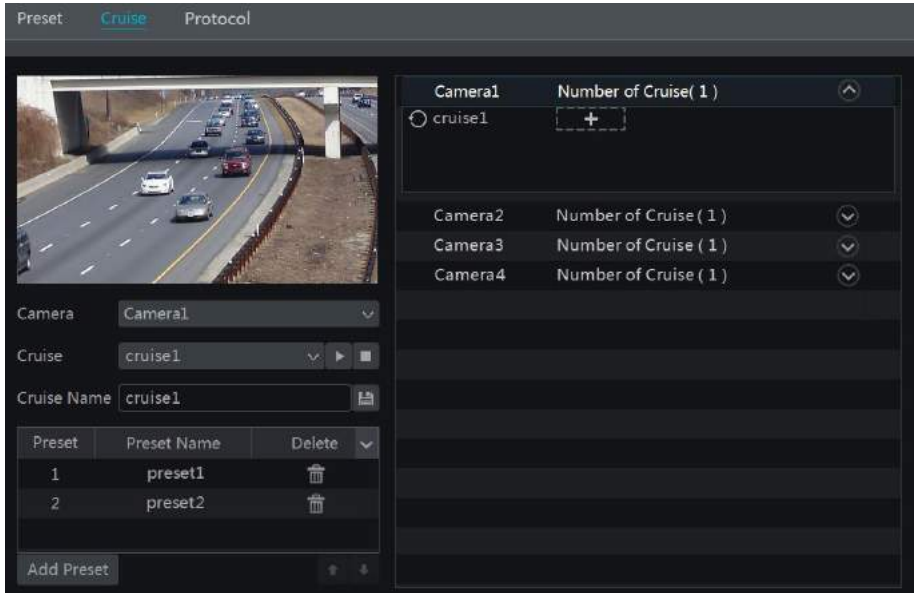 Preset Cruise Protocol
Camera1 Number of Cruise( 1 )
cruise1 +
Camera2 Number of Cruise ( 1 )
Camera3 Number of Cruise ( 1 )
Camera4 Number of Cruise ( 1 )
Camera Camera1
Cruise cruise1
Cruise Name cruise1
Preset Preset Name Delete
1 preset1
2 preset2
Add Preset